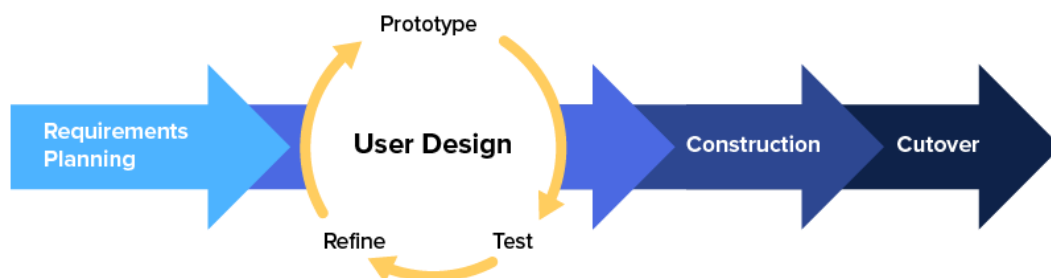 Prototype
Requirements
Planning
User Design
Construction
Cutover
Refine
Test